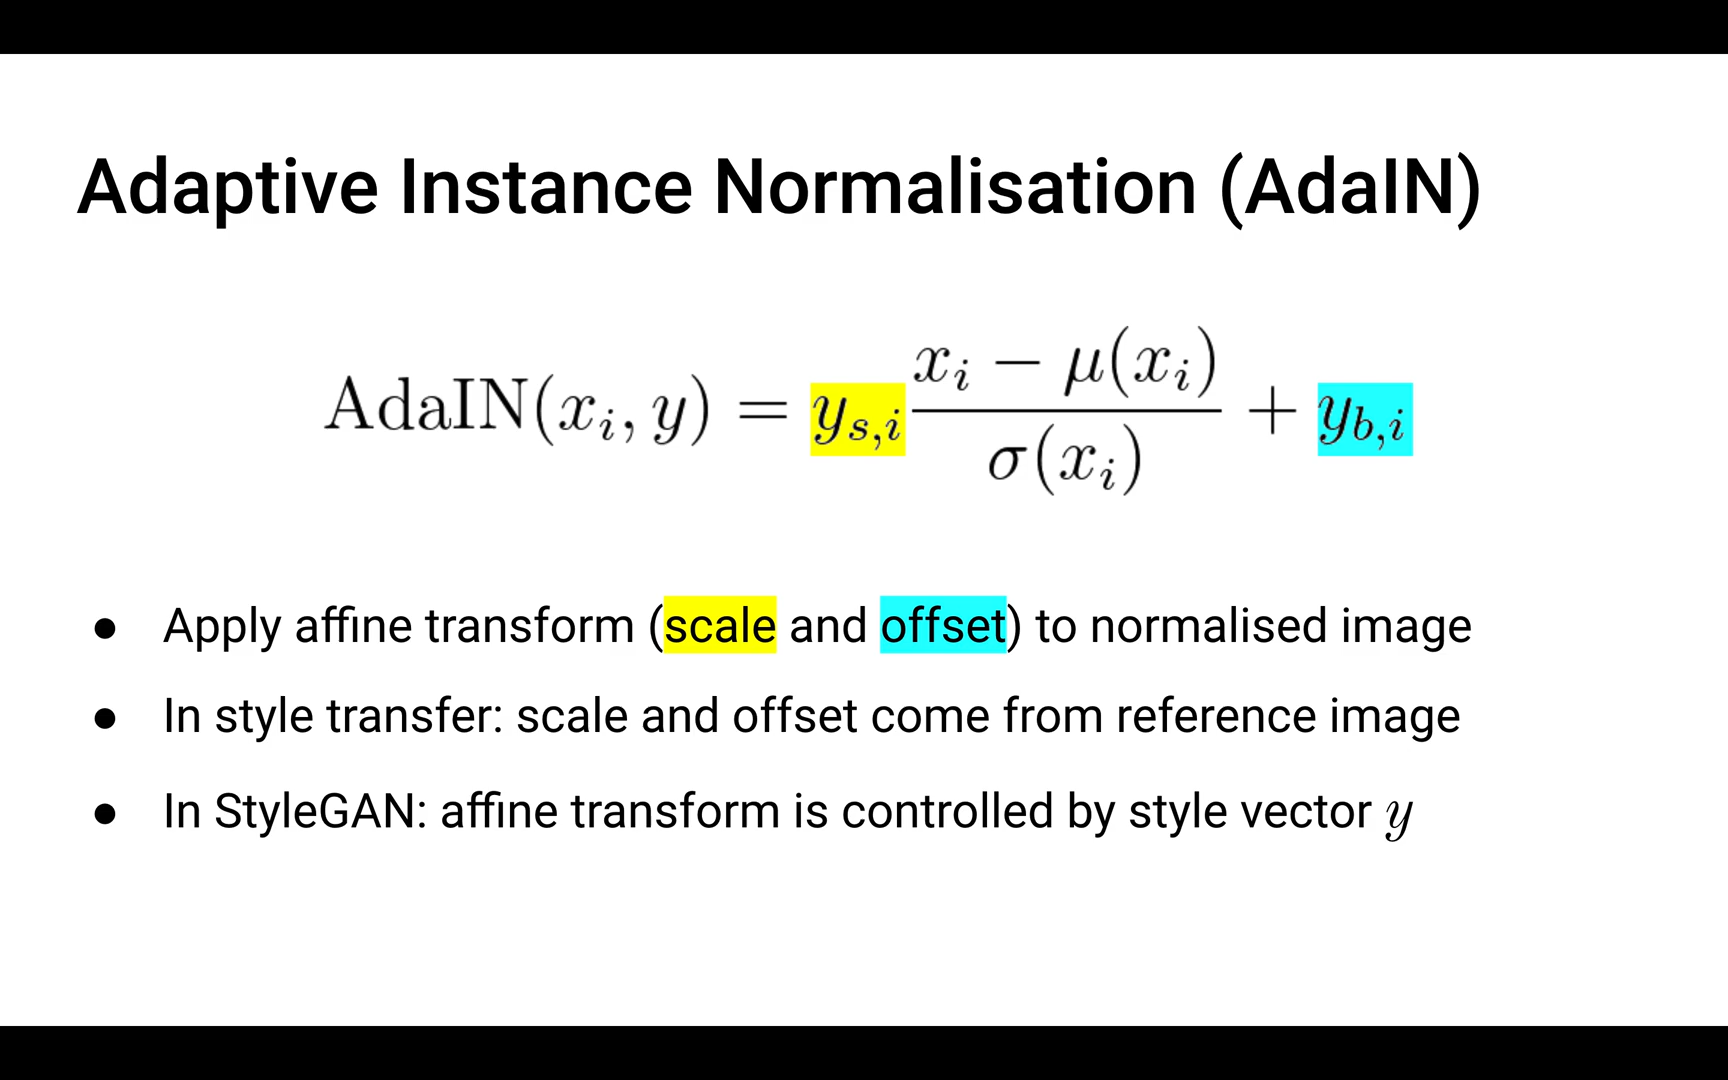 Adaptive Instance Normalisation (AdaIN)
AdaIN(x_i, y) = y_{s,i} \frac{x_i − μ(x_i)}{σ(x_i)} + y_{b,i}
● Apply affine transform (scale and offset) to normalised image
● In style transfer: scale and offset come from reference image
● In StyleGAN: affine transform is controlled by style vector y